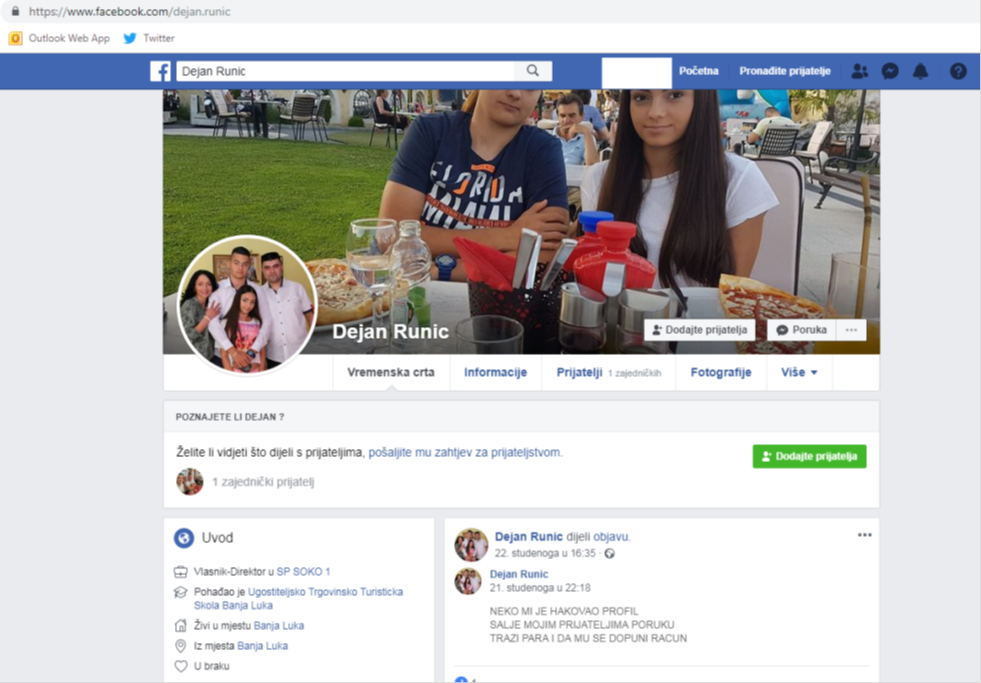 https://www.facebook.com/dejan.runic
Outlook Web App Twitter
Dejan Runic Početna Pronađite prijatelje
FLORIDA
MIAMI
Dejan Runic
Dodajte prijatelja Poruka ...
Vremenska crta Informacije Prijatelji 1 zajedničkih Fotografije Više
POZNAJETE LI DEJAN ?
Želite li vidjeti što dijeli s prijateljima, pošaljite mu zahtjev za prijateljstvom.
Dodajte prijatelja
1 zajednički prijatelj
Uvod
Vlasnik-Direktor u SP SOKO 1
Pohađao je Ugostiteljsko Trgovinsko Turisticka
Skola Banja Luka
Živi u mjestu Banja Luka
Iz mjesta Banja Luka
U braku
Dejan Runic dijeli objavu.
22. studenoga u 16:35 ·
Dejan Runic
21. studenoga u 22:18
NEKO MI JE HAKOVAO PROFIL
SALJE MOJIM PRIJATELJIMA PORUKU
TRAZI PARA I DA MU SE DOPUNI RACUN